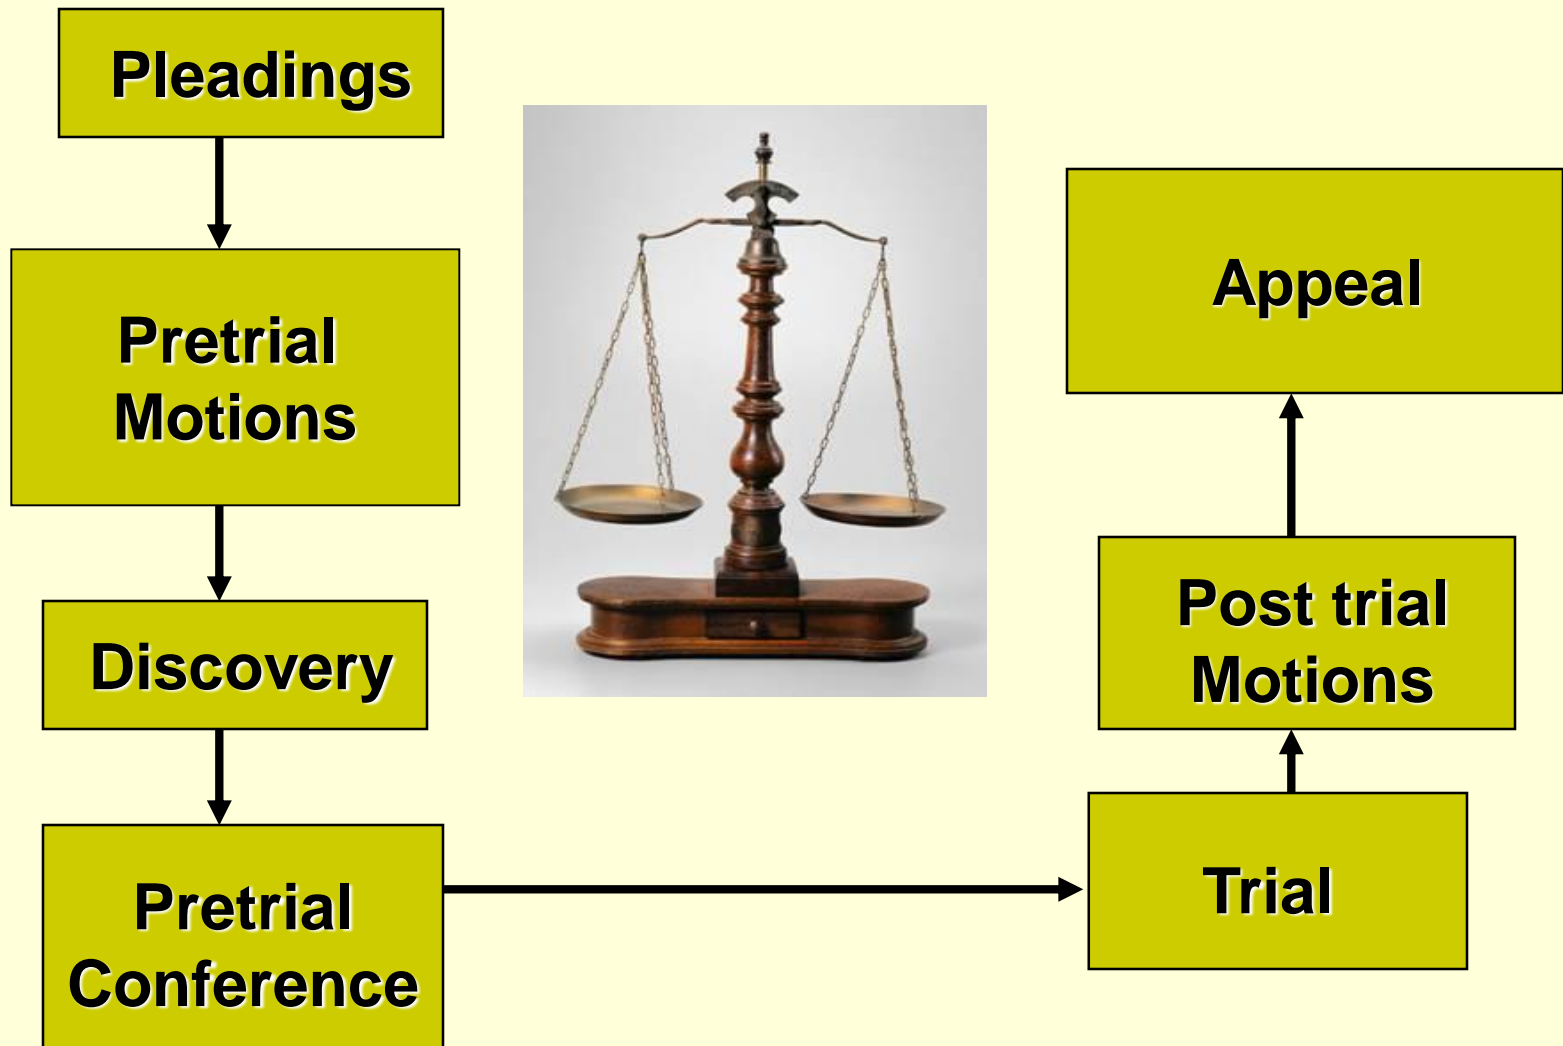 Pleadings
Pretrial
Motions
Discovery
Pretrial
Conference
Trial
Post trial
Motions
Appeal